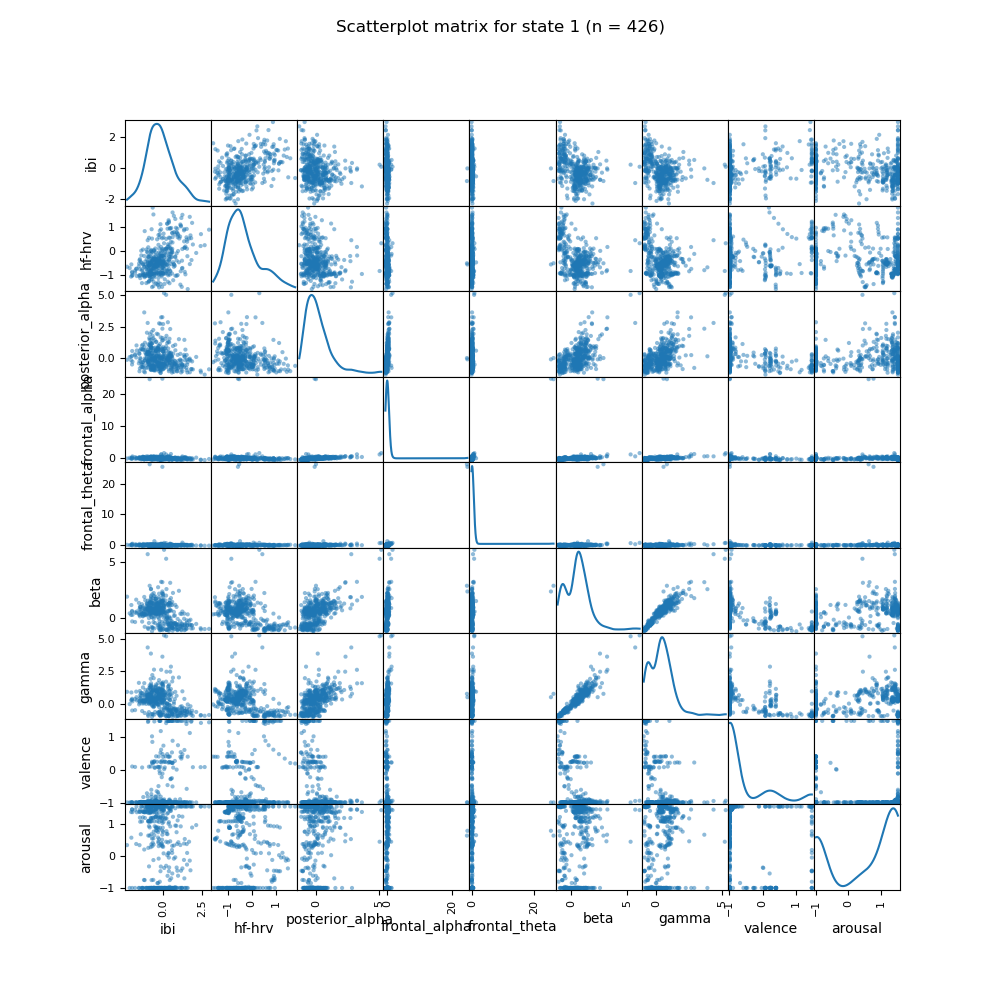 Scatterplot matrix for state 1 (n = 426)
ibi
2
0
−2
hf-hrv
1
0
−1
posterior_alpha
5.0
2.5
0.0
frontal_alpha
20
10
0
frontal_theta
20
10
0
beta
5
0
gamma
5.0
2.5
0.0
valence
1
0
−1
arousal
1
0
−1
0.0 2.5 −1 0 1 0 5 0 20 0 20 0 5 0 5 −1 0 1 −1 0 1
ibi hf-hrv posterior_alpha frontal_alpha frontal_theta beta gamma valence arousal